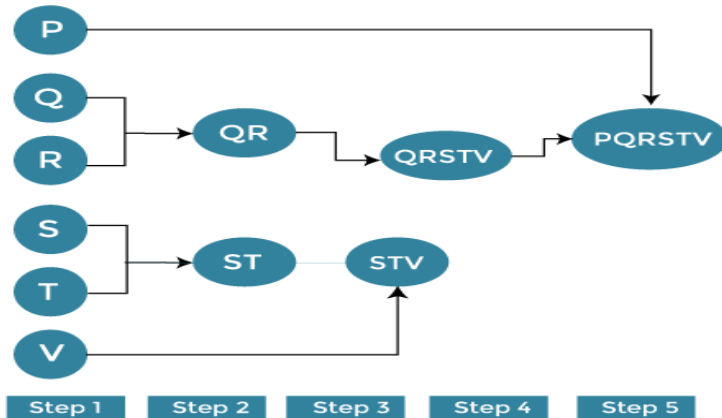 P
Q
R
QR
QRSTV
PQRSTV
S
T
ST
STV
V
Step 1
Step 2
Step 3
Step 4
Step 5